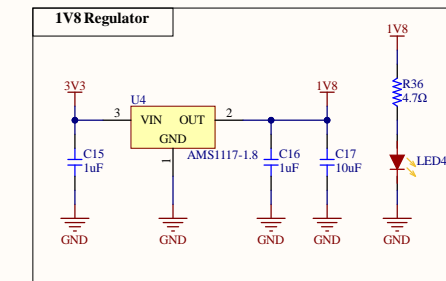 1V8 Regulator
1V8
R36
4.7Ω
3V3
U4
1V8
3
VIN
OUT
2
GND
AMS1117-1.8
1
C15
1uF
C16
1uF
C17
10uF
LED4
GND
GND
GND
GND
GND